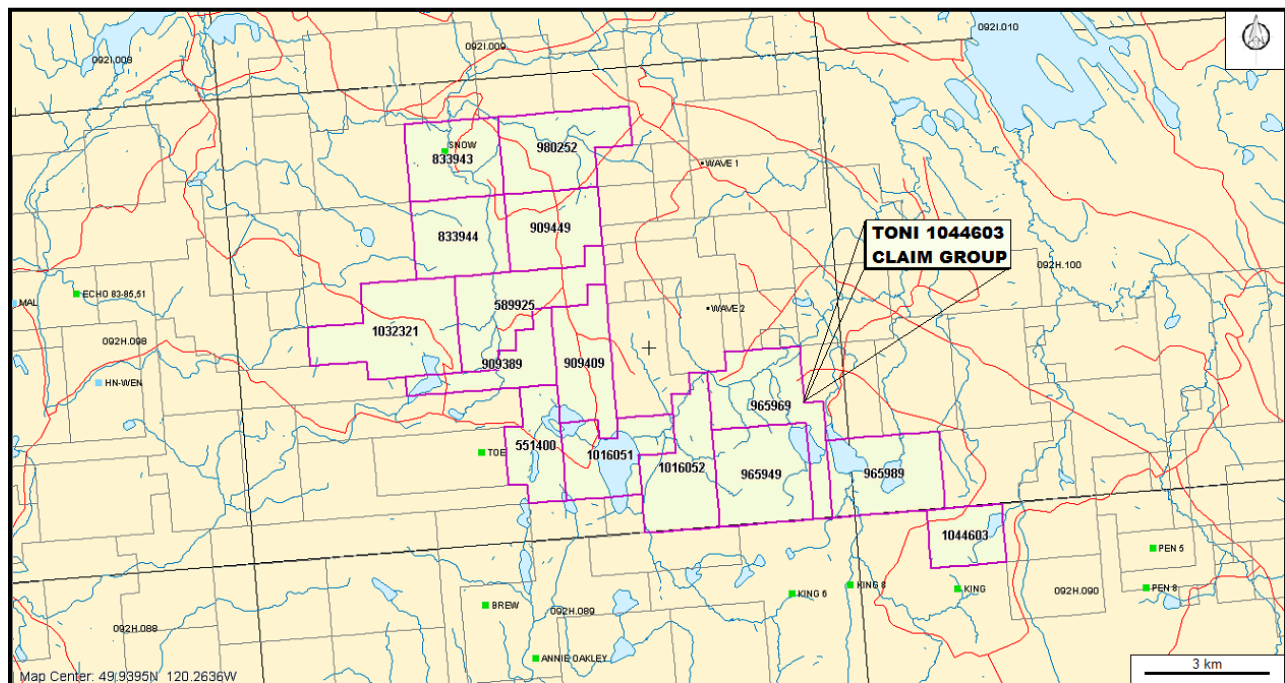 092I.010
092I.009
092I.008
SNOW
833943
980252
WAVE 1
833944
909449
TONI 1044603
CLAIM GROUP
092H.100
ECHO 83-85,51
MAL
589925
WAVE 2
1032321
092H.098
909389
909409
HN-WEN
965969
551400
TOE
1016051
1016052
965949
965989
1044603
PEN 5
KING 8
KING 6
KING
092H.090
PEN 8
BREW
092H.089
092H.088
ANNIE OAKLEY
3 km
Map Center: 49.9395N 120.2636W